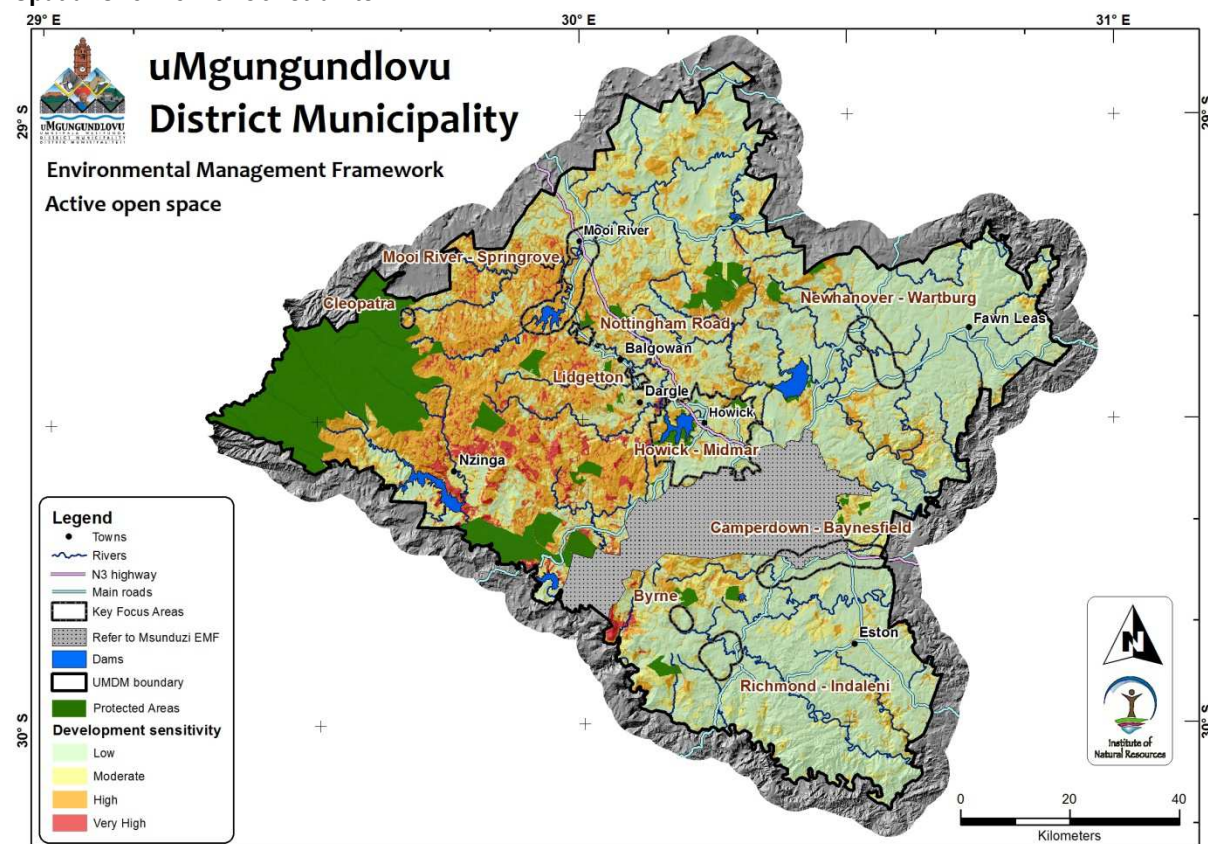 29° E
30° E
31° E
uMgungundlovu
District Municipality
Environmental Management Framework
Active open space
uMGUNGUNDLOVU
29° S
29° S
Mooi River
Mooi River - Springrove
Cleopatra
Newhanover - Wartburg
Fawn Leas
Nottingham Road
Balgowan
Lidgetton
Dargle
Howick
Howick - Midmar
Nzinga
Camperdown - Baynesfield
Byrne
Eston
Richmond - Indaleni
Legend
Towns
Rivers
N3 highway
Main roads
Key Focus Areas
Refer to Msunduzi EMF
Dams
UMDM boundary
Protected Areas
Development sensitivity
Low
Moderate
High
Very High
30° S
30° S
N
Institute of
Natural Resources
0 20 40
Kilometers